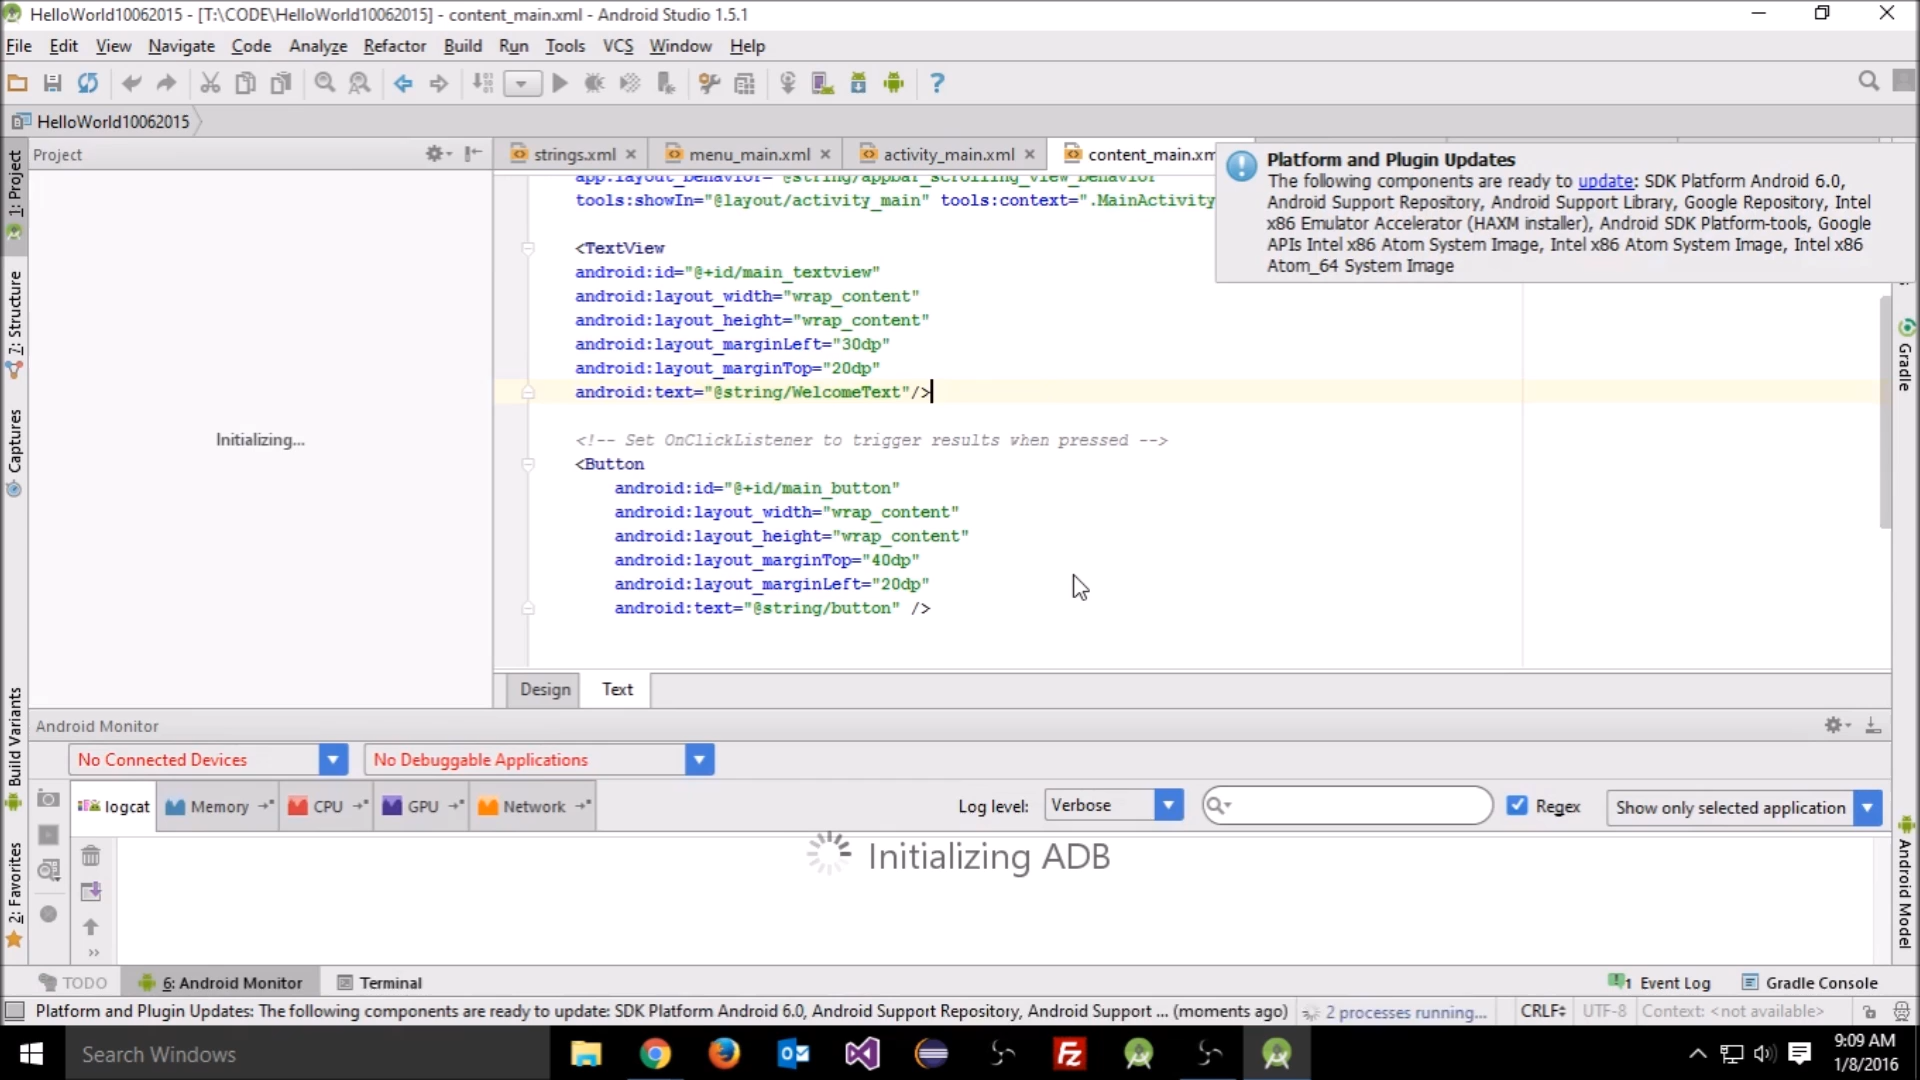 HelloWorld10062015 - [T:\CODE\HelloWorld10062015] - content_main.xml - Android Studio 1.5.1
File Edit View Navigate Code Analyze Refactor Build Run Tools VCS Window Help
HelloWorld10062015
Project
strings.xml
menu_main.xml
activity_main.xml
content_main.xm
Platform and Plugin Updates
The following components are ready to update: SDK Platform Android 6.0,
Android Support Repository, Android Support Library, Google Repository, Intel
x86 Emulator Accelerator (HAXM installer), Android SDK Platform-tools, Google
APIs Intel x86 Atom System Image, Intel x86 Atom System Image, Intel x86
Atom_64 System Image
1: Project
7: Structure
Captures
Build Variants
2: Favorites
Initializing...
app:layout_behavior="@string/appbar_scrolling_view_behavior"
tools:showIn="@layout/activity_main" tools:context=".MainActivity
<TextView
android:id="@+id/main_textview"
android:layout_width="wrap_content"
android:layout_height="wrap_content"
android:layout_marginLeft="30dp"
android:layout_marginTop="20dp"
android:text="@string/WelcomeText"/>
<!-- Set OnClickListener to trigger results when pressed -->
<Button
android:id="@+id/main_button"
android:layout_width="wrap_content"
android:layout_height="wrap_content"
android:layout_marginTop="40dp"
android:layout_marginLeft="20dp"
android:text="@string/button" />
Gradle
Android Model
Design Text
Android Monitor
No Connected Devices
No Debuggable Applications
logcat Memory CPU GPU Network
Log level: Verbose
Regex
Show only selected application
Initializing ADB
TODO 6: Android Monitor Terminal
1 Event Log Gradle Console
Platform and Plugin Updates: The following components are ready to update: SDK Platform Android 6.0, Android Support Repository, Android Support ... (moments ago)
2 processes running...
CRLF UTF-8 Context: <not available>
Search Windows
9:09 AM
1/8/2016